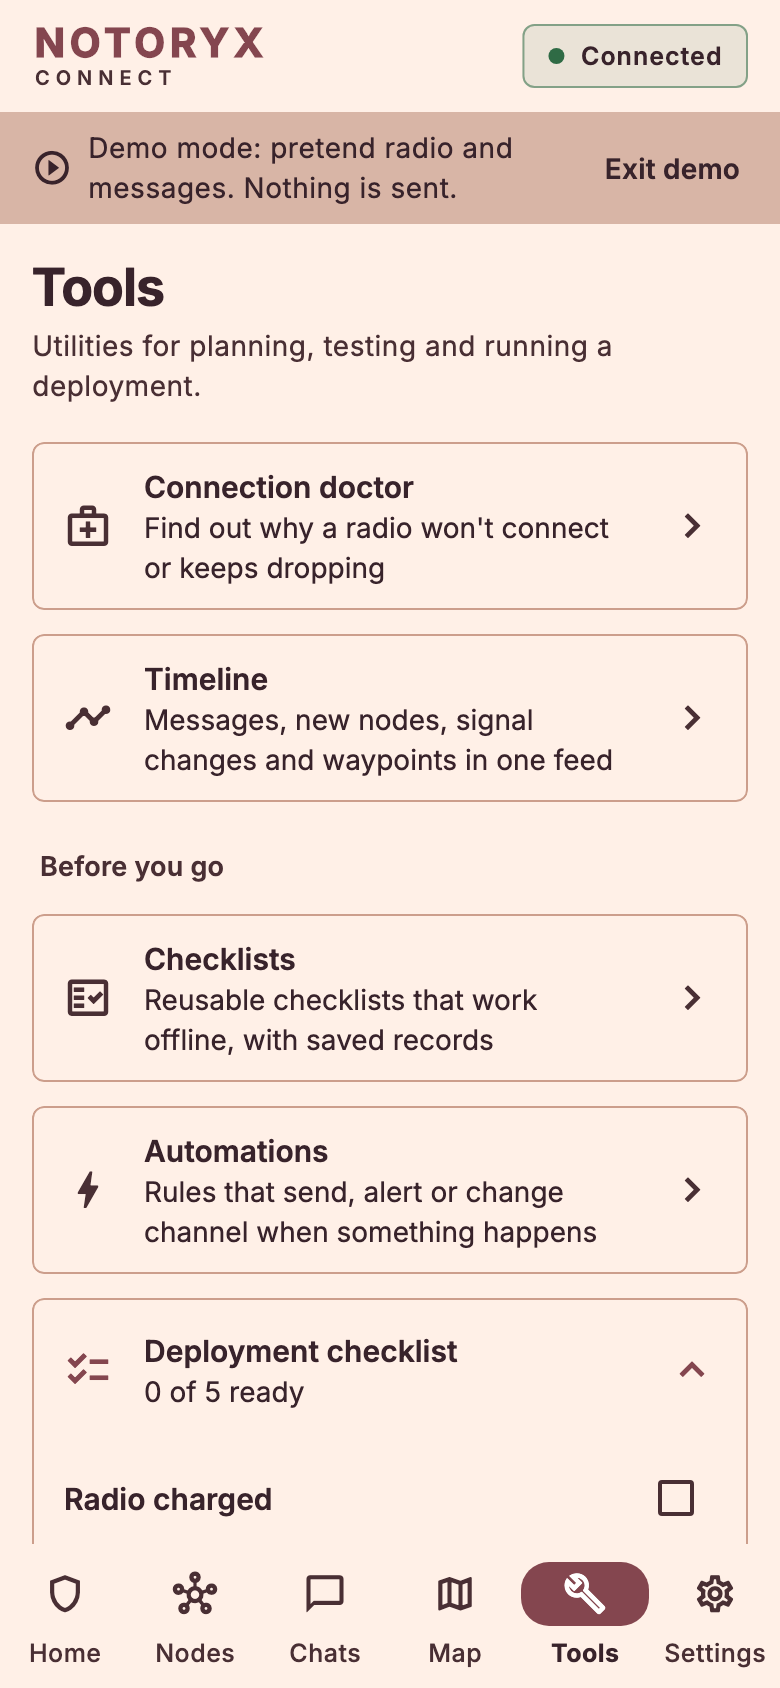 NOTORYX
CONNECT
Connected
Demo mode: pretend radio and
messages. Nothing is sent.
Exit demo
Tools
Utilities for planning, testing and running a
deployment.
Connection doctor
Find out why a radio won't connect
or keeps dropping
Timeline
Messages, new nodes, signal
changes and waypoints in one feed
Before you go
Checklists
Reusable checklists that work
offline, with saved records
Automations
Rules that send, alert or change
channel when something happens
Deployment checklist
0 of 5 ready
Radio charged
Home
Nodes
Chats
Map
Tools
Settings